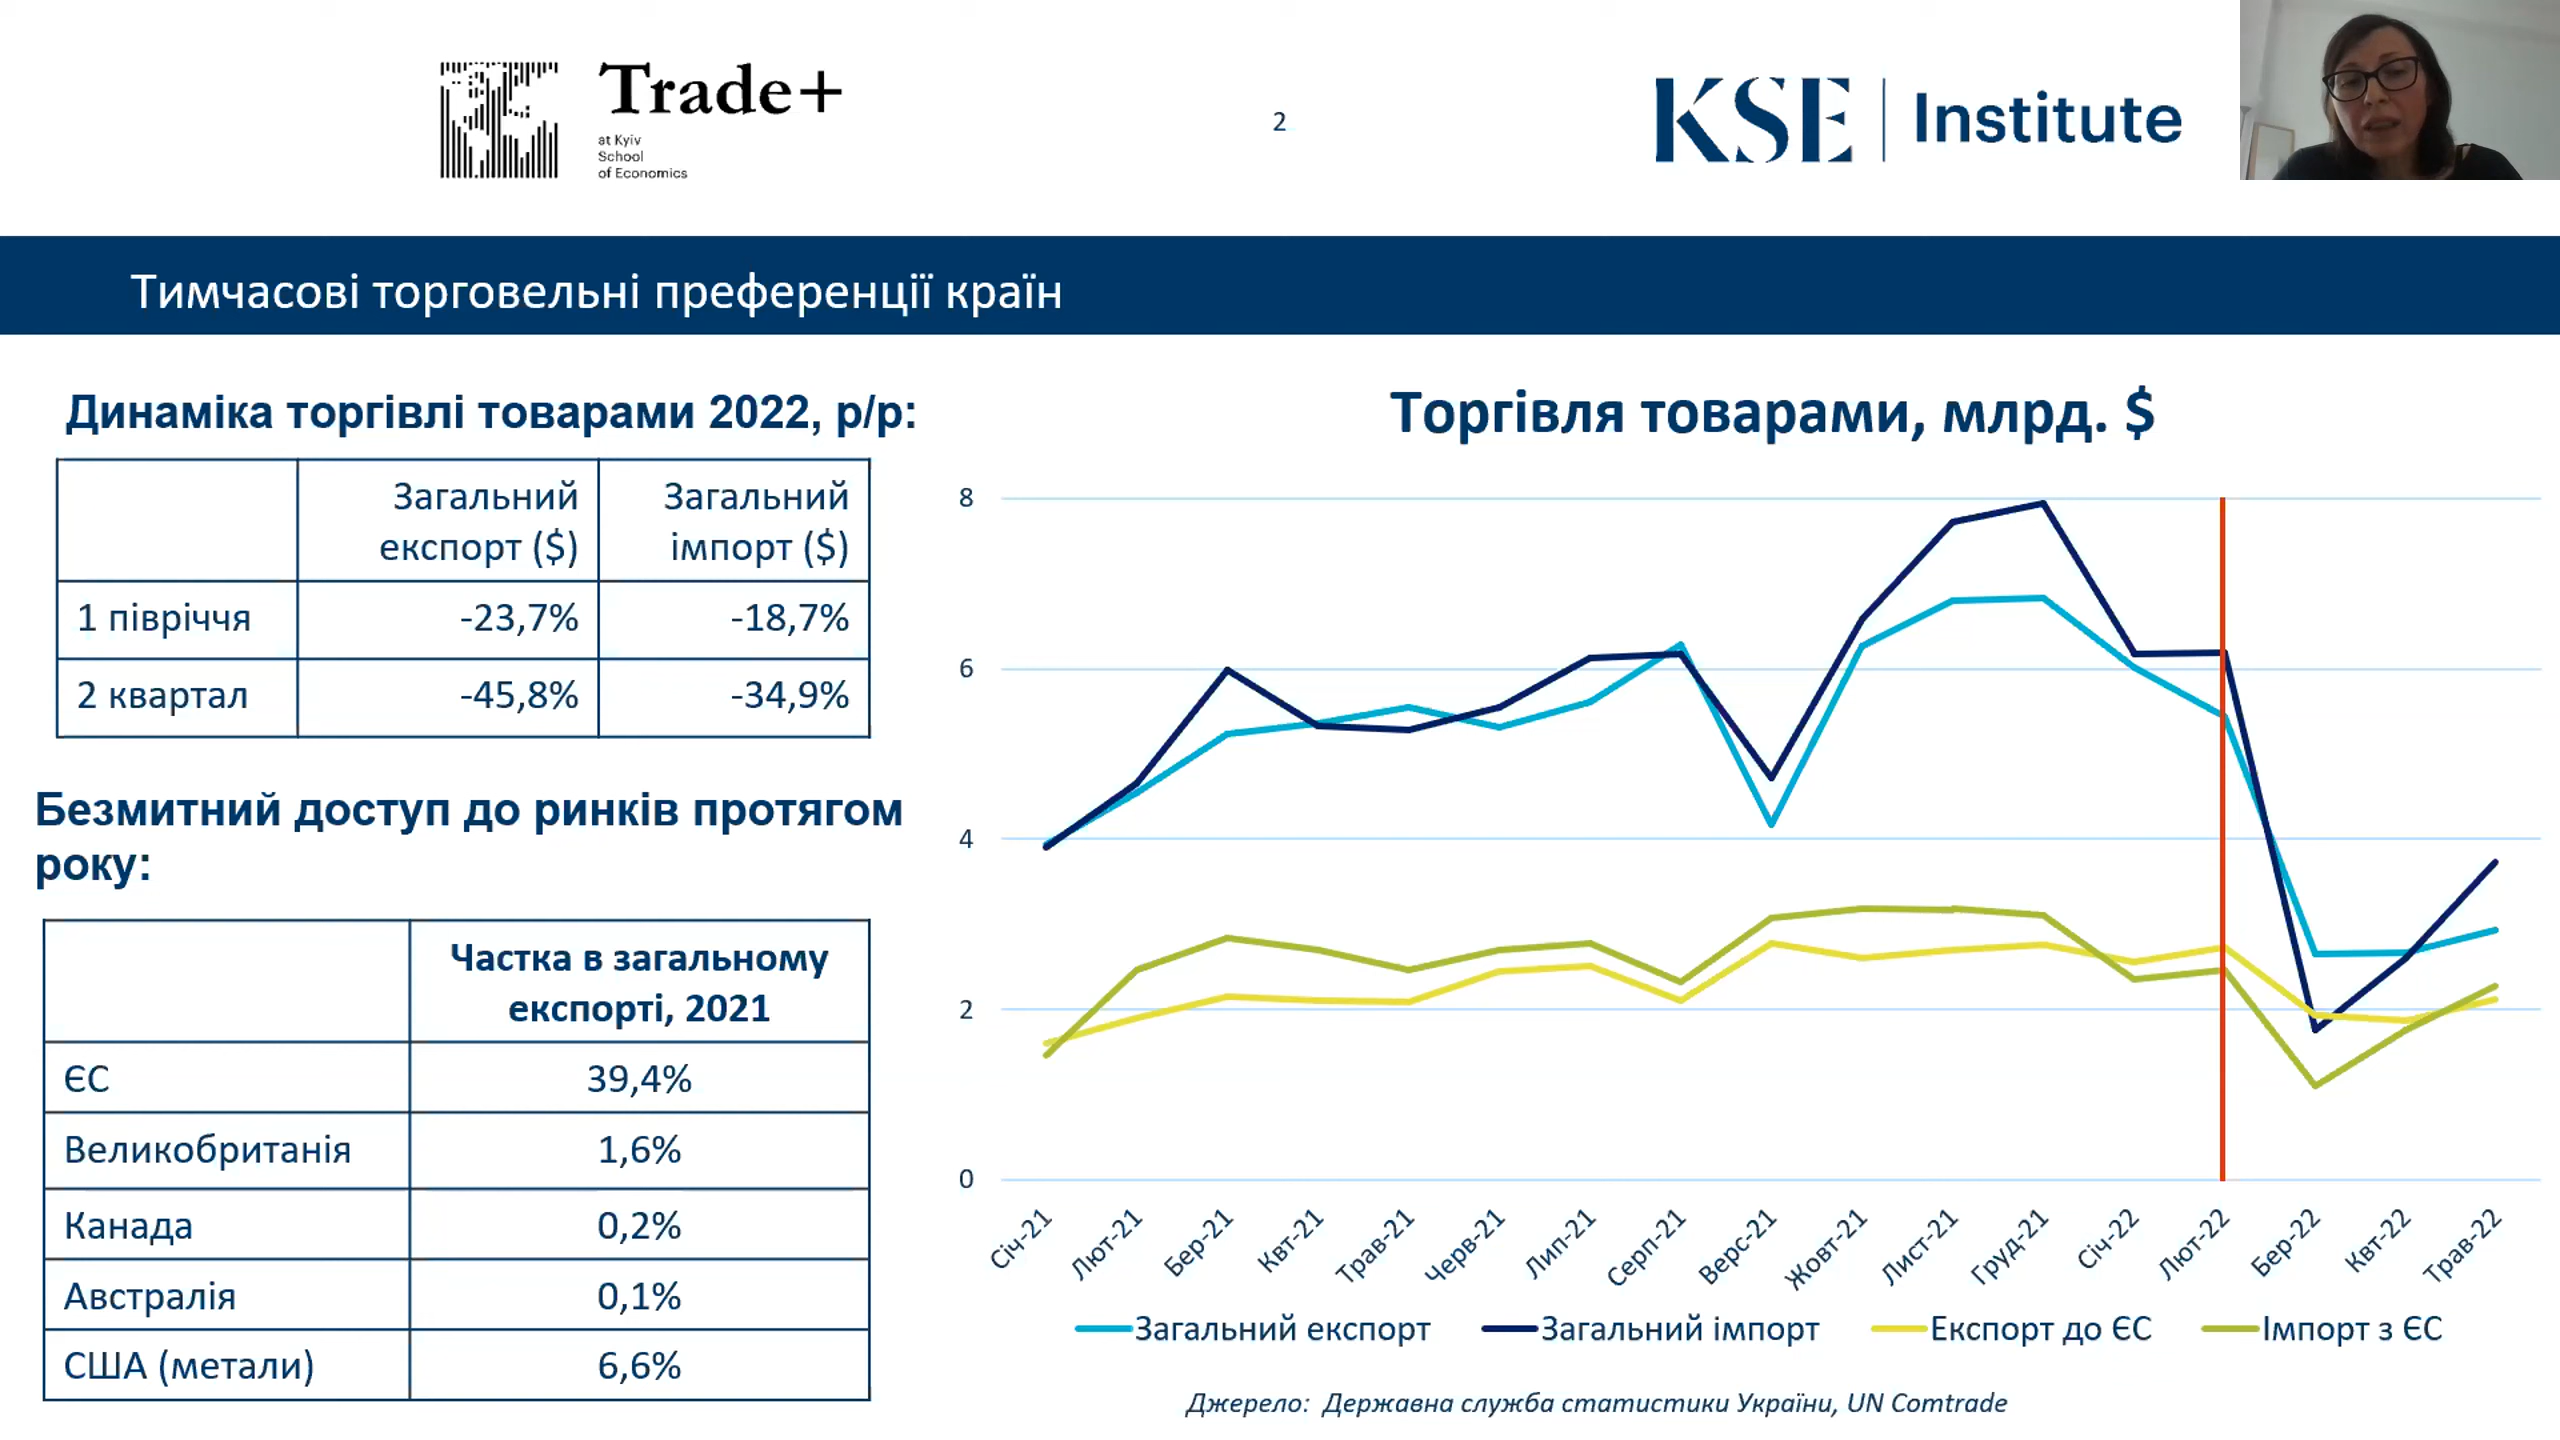 Trade+
at Kyiv
School
of Economics
2
KSE | Institute
Тимчасові торговельні преференції країн
Динаміка торгівлі товарами 2022, р/р:
Загальний експорт ($) Загальний імпорт ($)
1 півріччя -23,7% -18,7%
2 квартал -45,8% -34,9%
Безмитний доступ до ринків протягом
року:
Частка в загальному
експорті, 2021
ЄС 39,4%
Великобританія 1,6%
Канада 0,2%
Австралія 0,1%
США (метали) 6,6%
Торгівля товарами, млрд. $
8
6
4
2
0
Січ-21 Лют-21 Бер-21 Квт-21 Трав-21 Черв-21 Лип-21 Серп-21 Верс-21 Жовт-21 Лист-21 Груд-21 Січ-22 Лют-22 Бер-22 Квт-22 Трав-22
Загальний експорт Загальний імпорт Експорт до ЄС Імпорт з ЄС
Джерело: Державна служба статистики України, UN Comtrade